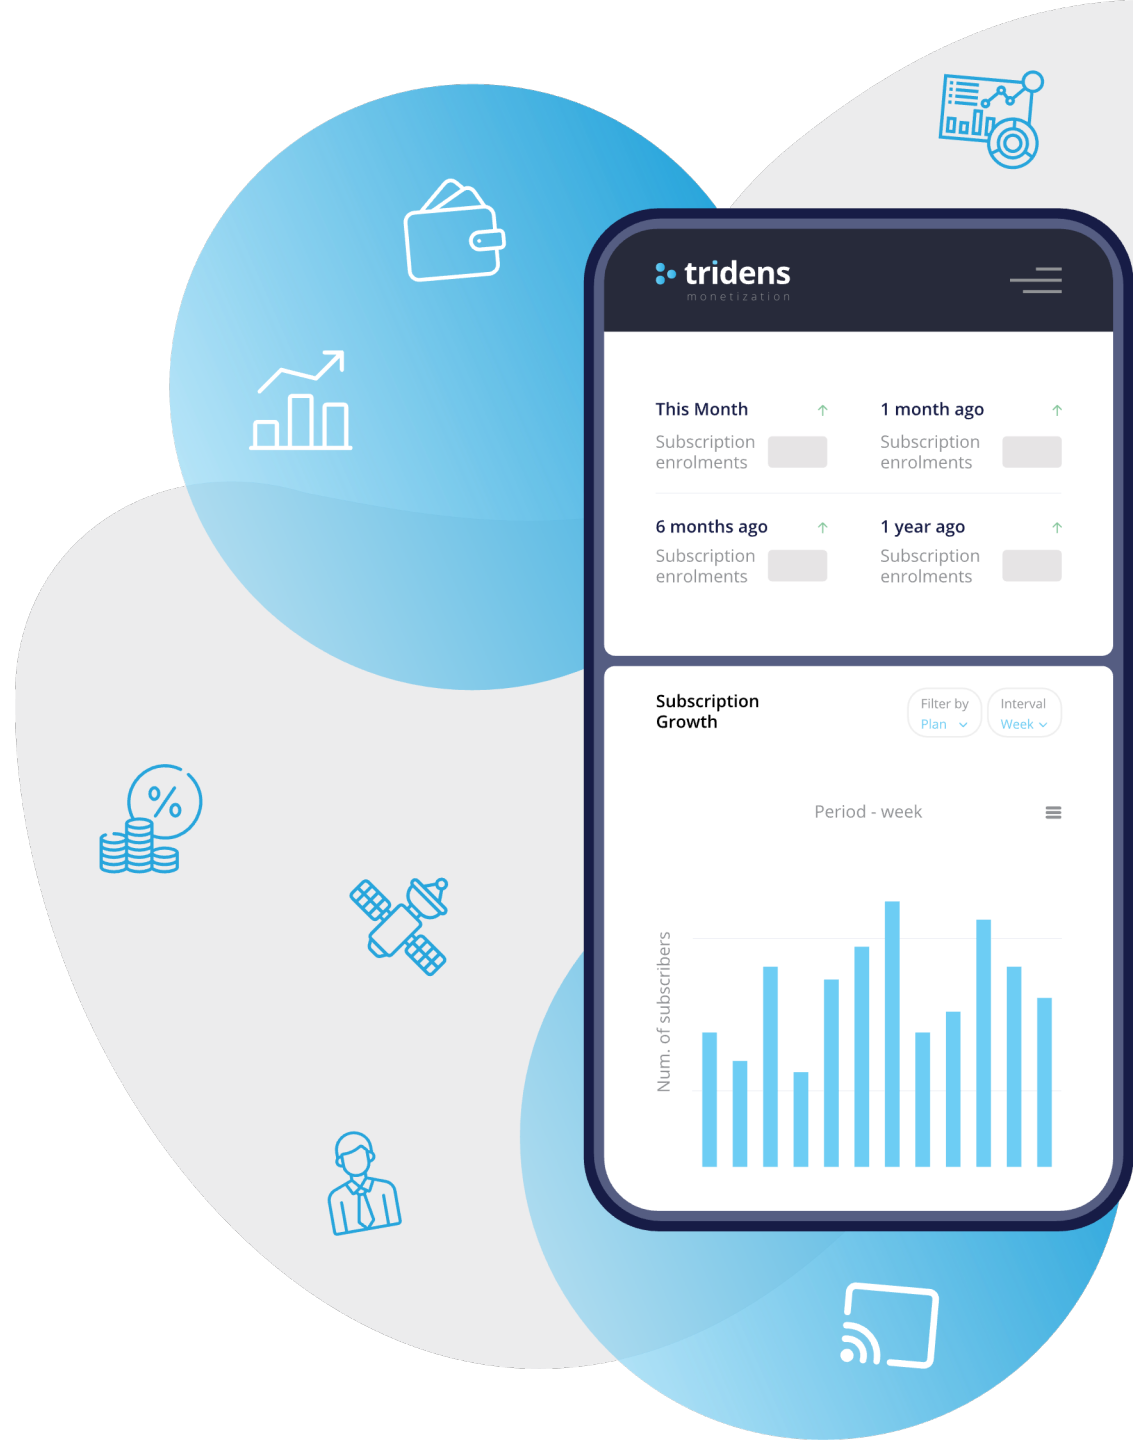 tridens
monetization
This Month
Subscription
enrolments
1 month ago
Subscription
enrolments
6 months ago
Subscription
enrolments
1 year ago
Subscription
enrolments
Subscription
Growth
Filter by
Plan
Interval
Week
Period - week
Num. of subscribers
%